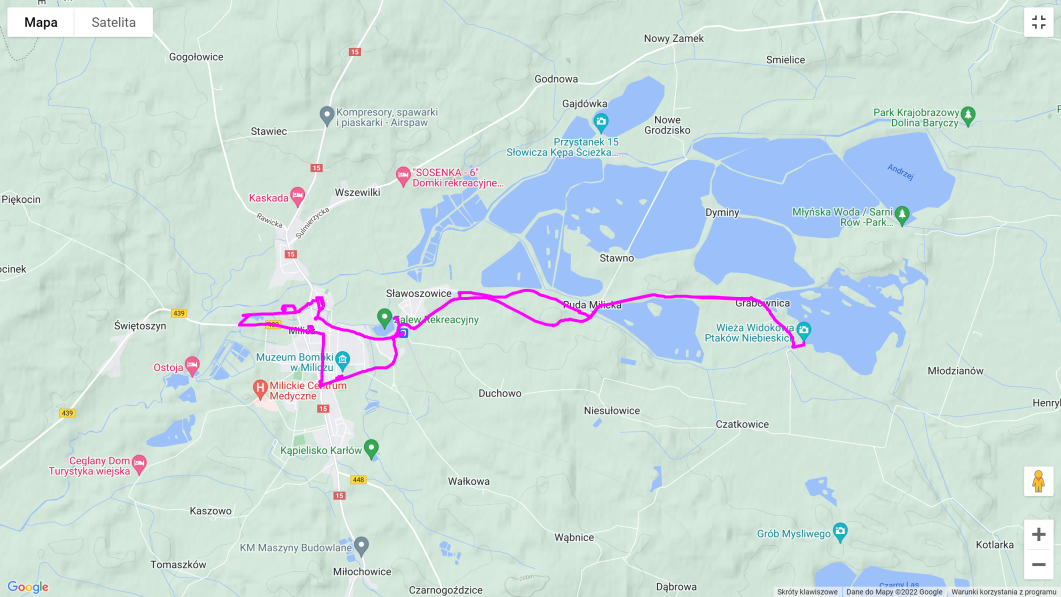 Mapa
Satelita
Gogołowice
15
Nowy Zamek
Smielice
Godnowa
Gajdówka
Kompresory, spawarki
i piaskarki - Airspaw
Stawiec
Nowe
Grodzisko
Park Krajobrazowy
Dolina Baryczy
Przystanek 15
Słowicza Kępa Ścieżka...
15
"SOSENKA - 6"
Domki rekreacyjne...
Andrzej
Piękocin
Kaskada
Wszewilki
Rawicka
Sułmierzycka
Dyminy
Młyńska Woda / Sarni
Rów -Park...
15
Stawno
Sławoszowice
Ruda Milicka
Grabownica
439
Świętoszyn
Zalew Rekreacyjny
Milicz
Wieża Widokowa
Ptaków Niebieskich
Muzeum Bombki
w Miliczu
Ostoja
Milickie Centrum
Medyczne
Młodzianów
Duchowo
15
439
Niesułowice
Czatkowice
Kąpielisko Karłów
Ceglany Dom
Turystyka wiejska
448
Wałkowa
15
Kaszowo
Grób Myśliwego
Wąbnice
KM Maszyny Budowlane
Kotlarka
Tomaszków
Miłochowice
Czarnogoździce
Dąbrowa
Czarny Las
Google
Skróty klawiszowe
Dane do Mapy ©2022 Google
Warunki korzystania z programu